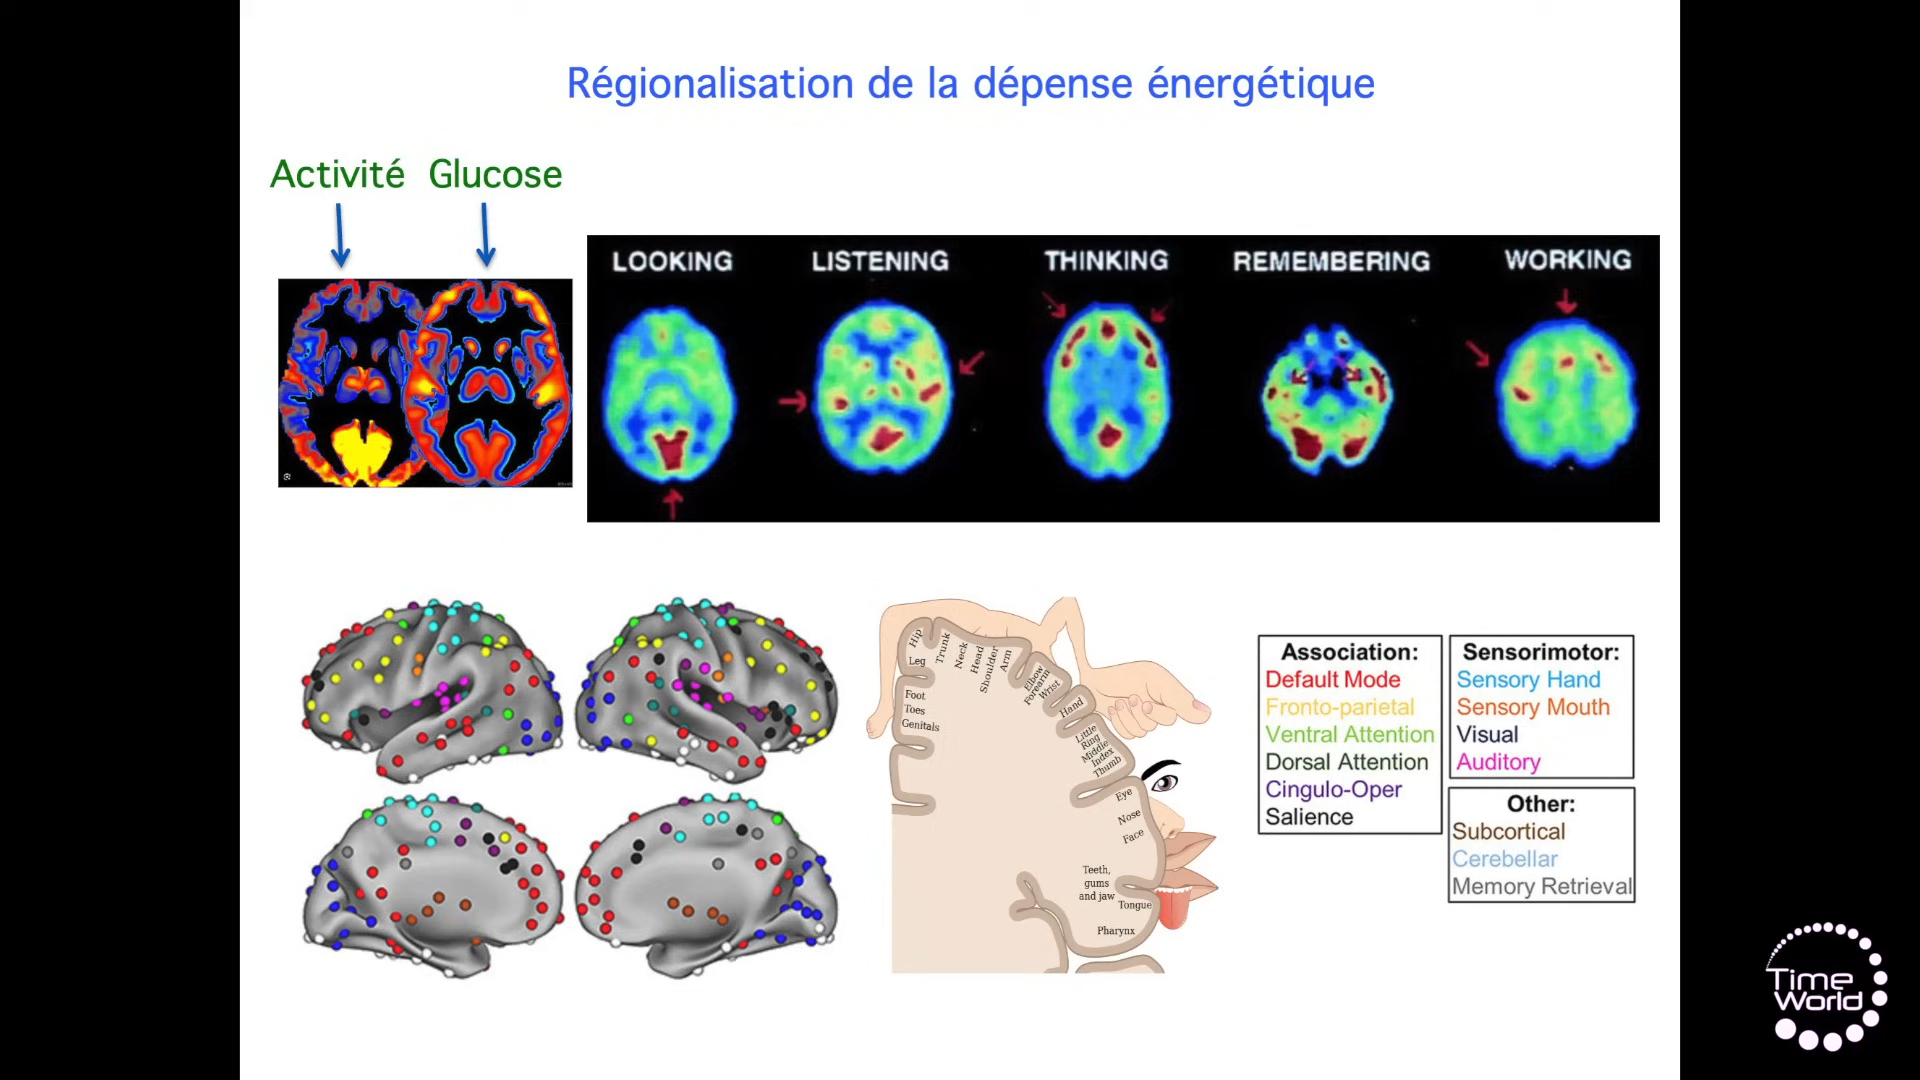 Régionalisation de la dépense énergétique
Activité Glucose
LOOKING LISTENING THINKING REMEMBERING WORKING
Hip
Leg
Trunk
Neck
Head
Shoulder
Arm
Elbow
Forearm
Wrist
Hand
Foot
Toes
Genitals
Little
Ring
Middle
Index
Thumb
Eye
Nose
Face
Teeth,
gums
and jaw
Tongue
Pharynx
Association:
Default Mode
Fronto-parietal
Ventral Attention
Dorsal Attention
Cingulo-Oper
Salience
Sensorimotor:
Sensory Hand
Sensory Mouth
Visual
Auditory
Other:
Subcortical
Cerebellar
Memory Retrieval
Time
World